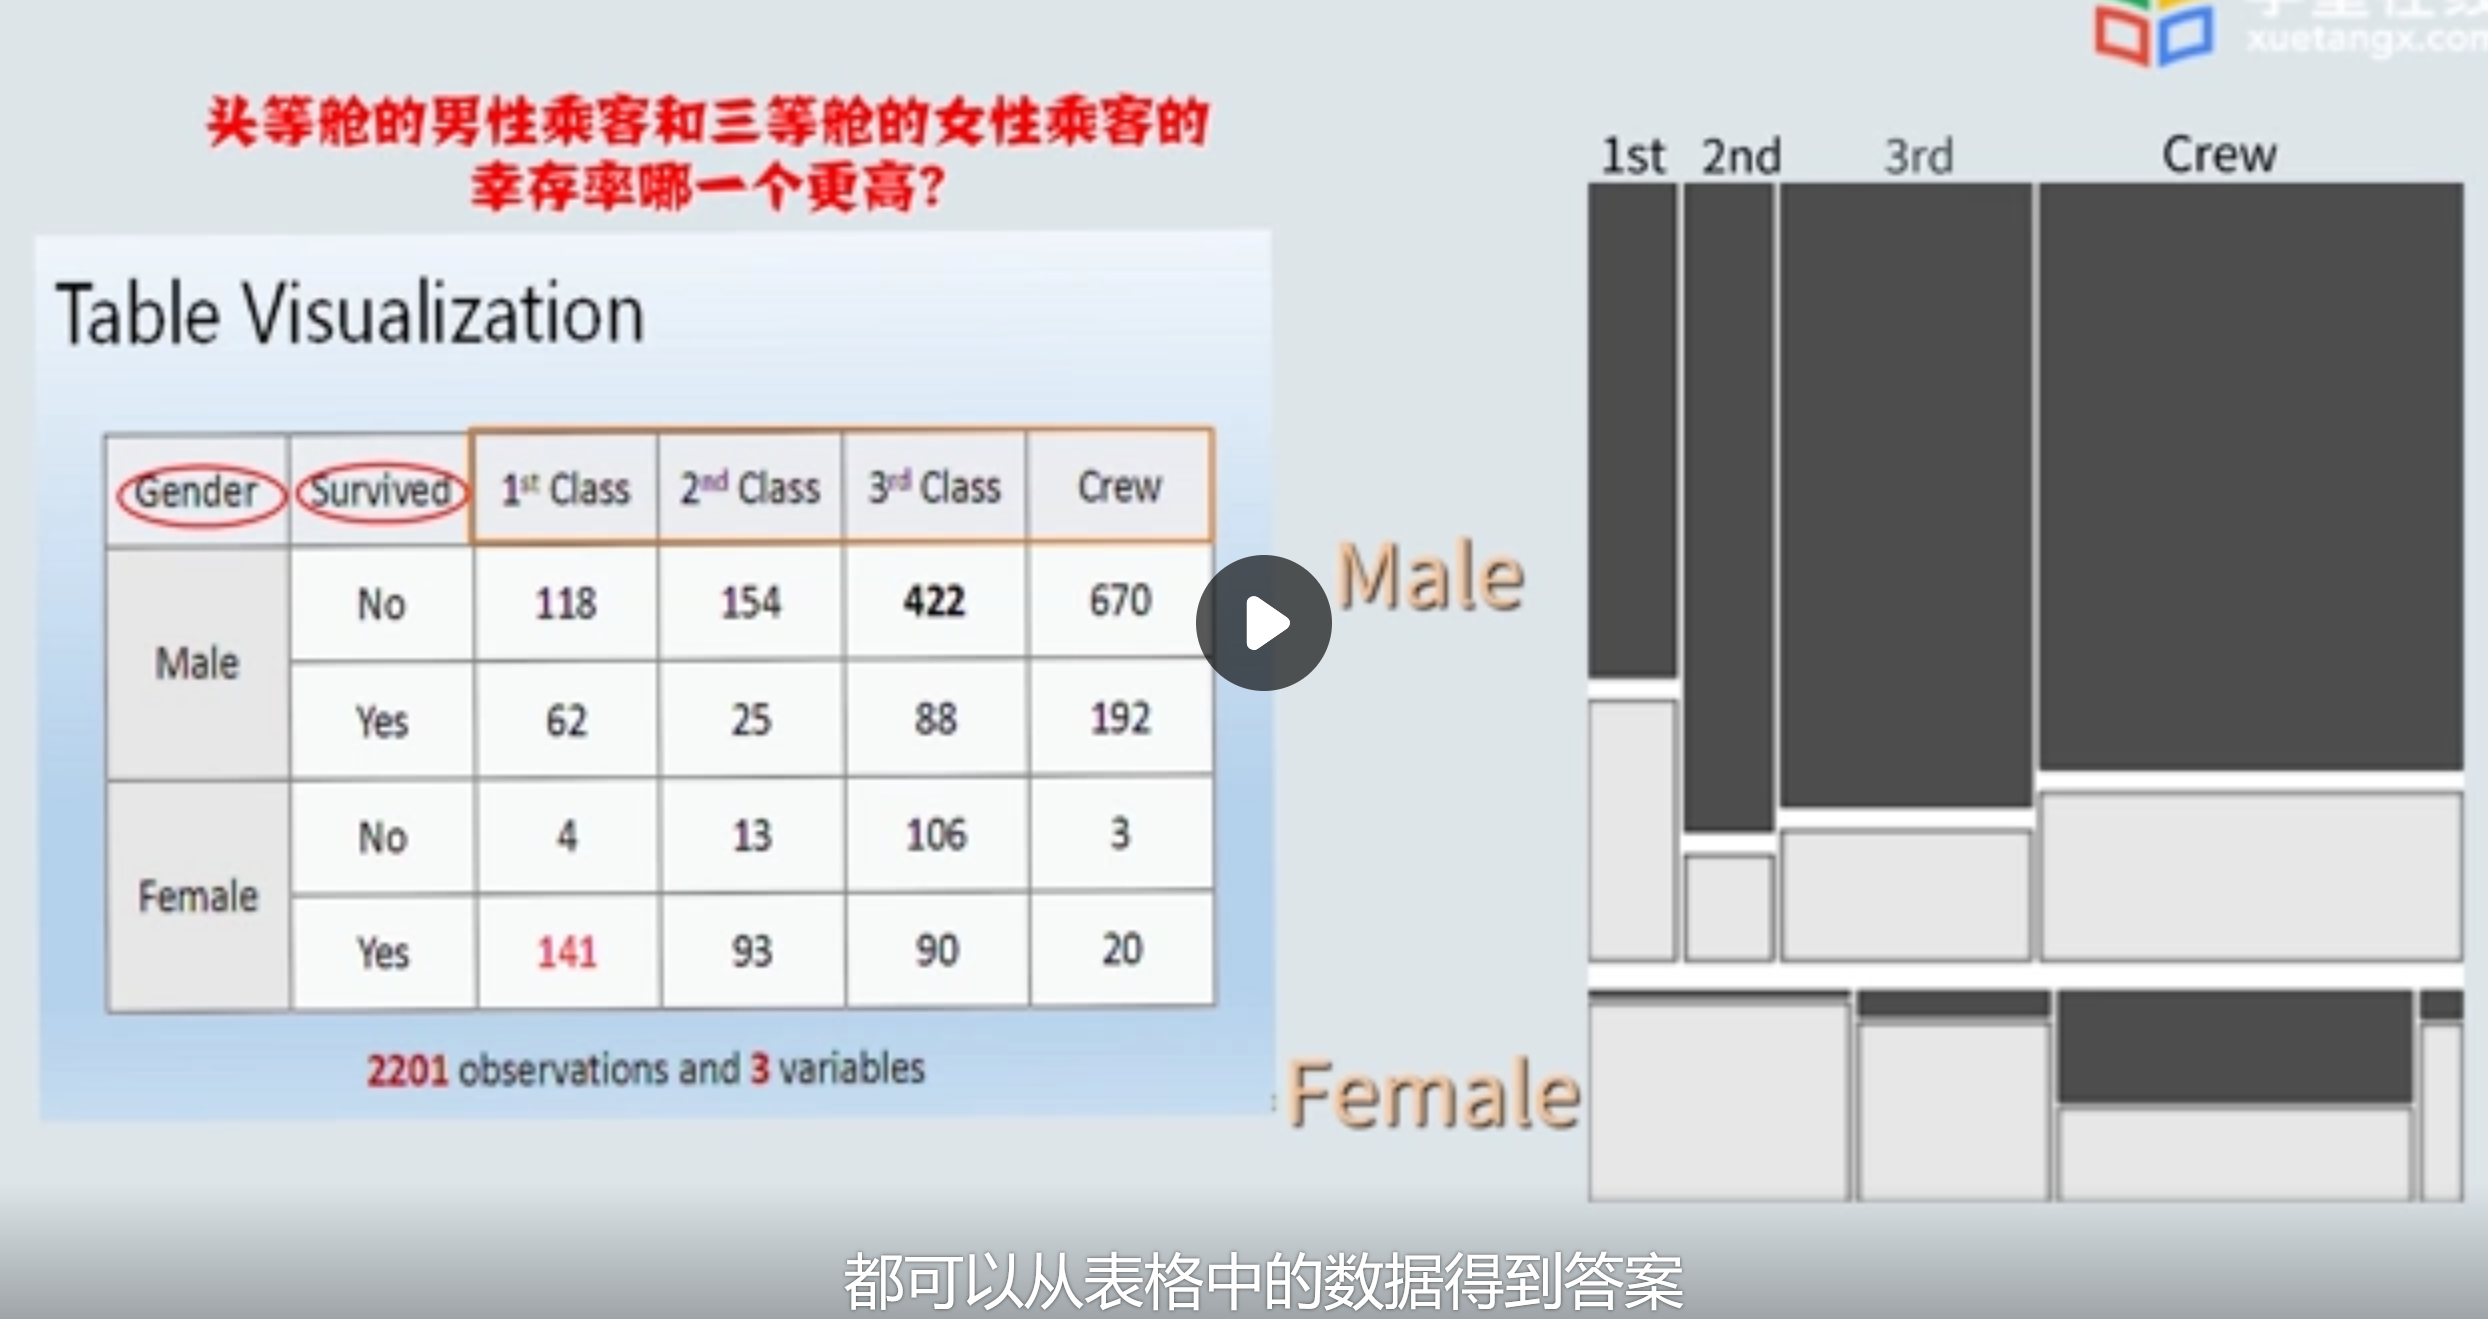 xuetangx.com
头等舱的男性乘客和三等舱的女性乘客的
幸存率哪一个更高?
Table Visualization
Gender Survived 1st Class 2nd Class 3rd Class Crew
Male
No 118 154 422 670
Yes 62 25 88 192
Female
No 4 13 106 3
Yes 141 93 90 20
2201 observations and 3 variables
1st 2nd 3rd Crew
Male
Female
都可以从表格中的数据得到答案